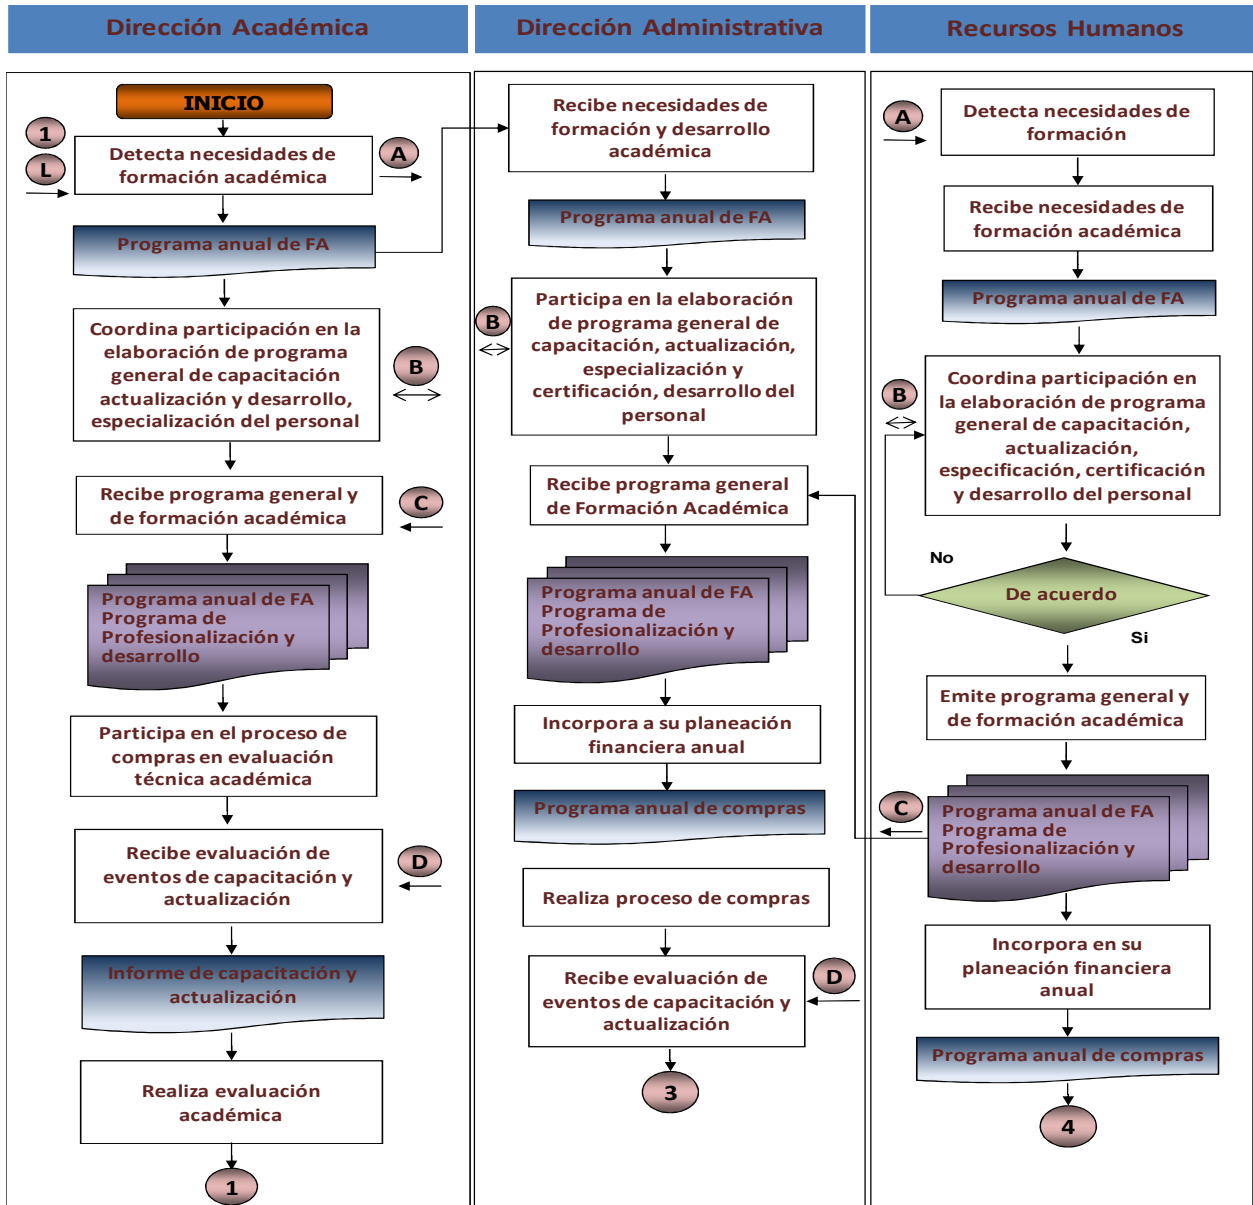 Dirección Académica
Dirección Administrativa
Recursos Humanos
INICIO
1
L
Detecta necesidades de
formación académica
A
Programa anual de FA
Coordina participación en la
elaboración de programa
general de capacitación
actualización y desarrollo,
especialización del personal
B
Recibe programa general y
de formación académica
C
Programa anual de FA
Programa de
Profesionalización y
desarrollo
Participa en el proceso de
compras en evaluación
técnica académica
Recibe evaluación de
eventos de capacitación y
actualización
D
Informe de capacitación y
actualización
Realiza evaluación
académica
1
Recibe necesidades de
formación y desarrollo
académica
Programa anual de FA
B
Participa en la elaboración
de programa general de
capacitación, actualización,
especialización y
certificación, desarrollo del
personal
Recibe programa general
de Formación Académica
Programa anual de FA
Programa de
Profesionalización y
desarrollo
Incorpora a su planeación
financiera anual
Programa anual de compras
Realiza proceso de compras
Recibe evaluación de
eventos de capacitación y
actualización
D
3
A
Detecta necesidades de
formación
Recibe necesidades de
formación académica
Programa anual de FA
B
Coordina participación en
la elaboración de programa
general de capacitación,
actualización,
especificación, certificación
y desarrollo del personal
No
De acuerdo
Si
Emite programa general y
de formación académica
C
Programa anual de FA
Programa de
Profesionalización y
desarrollo
Incorpora en su
planeación financiera
anual
Programa anual de compras
4